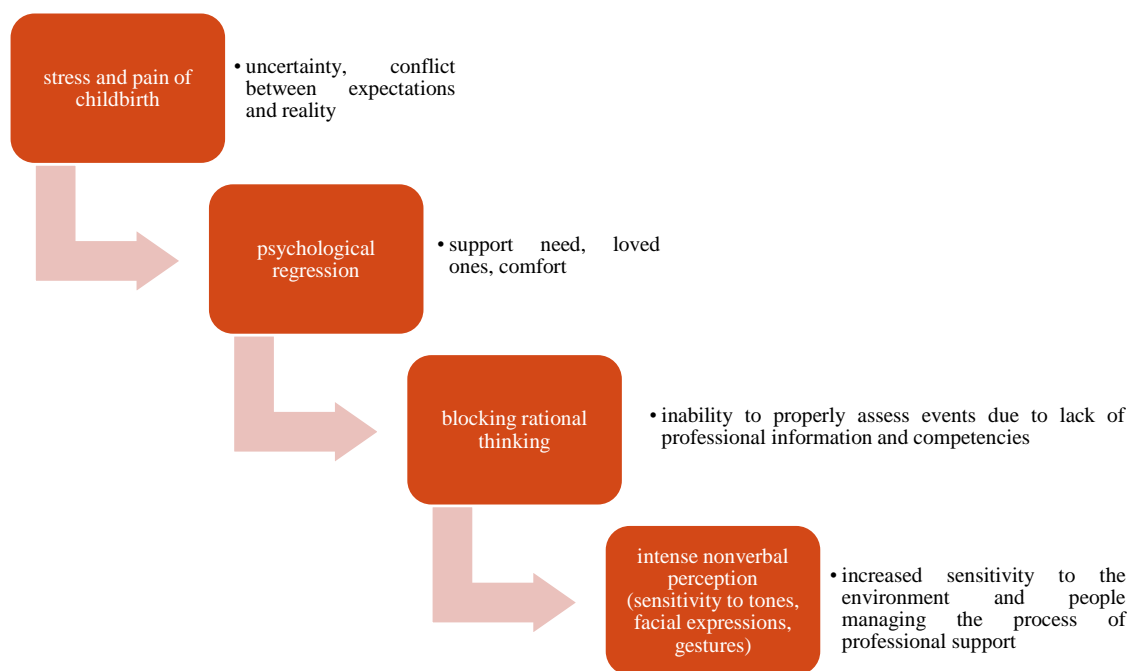 stress and pain of
childbirth
• uncertainty, conflict
between expectations
and reality
psychological
regression
• support need, loved
ones, comfort
blocking rational
thinking
• inability to properly assess events due to lack of
professional information and competencies
intense nonverbal
perception
(sensitivity to tones,
facial expressions,
gestures)
• increased sensitivity to the
environment and people
managing the process of
professional support